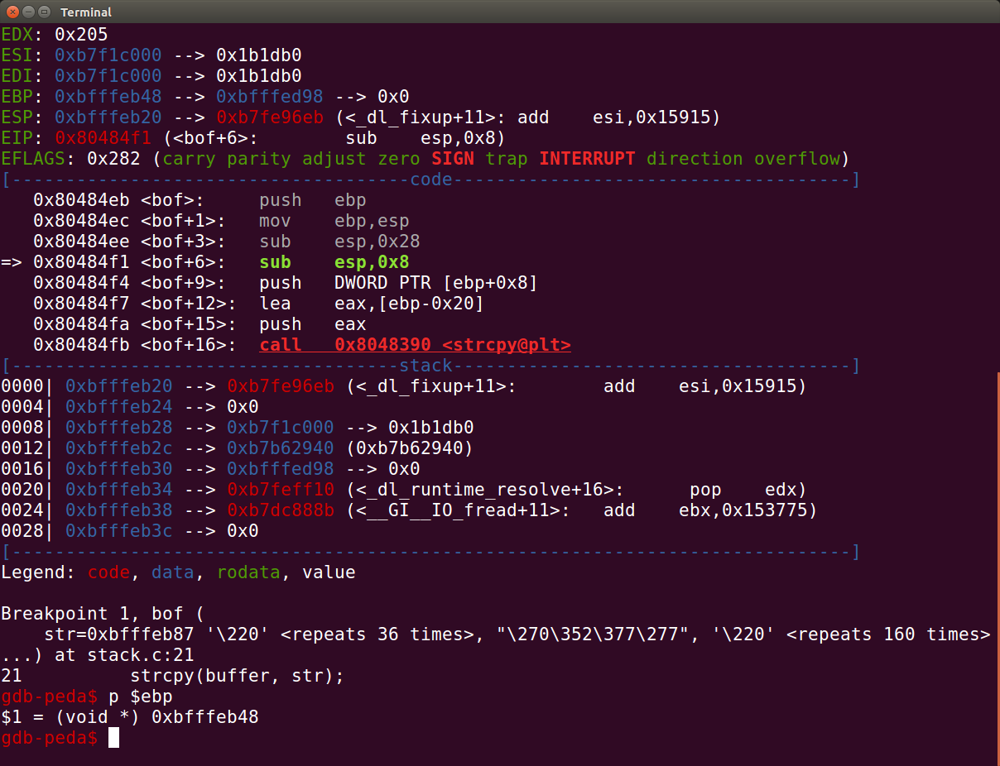 Terminal
EDX: 0x205
ESI: 0xb7f1c000 --> 0x1b1db0
EDI: 0xb7f1c000 --> 0x1b1db0
EBP: 0xbfffeb48 --> 0xbfffed98 --> 0x0
ESP: 0xbfffeb20 --> 0xb7fe96eb (<_dl_fixup+11>: add    esi,0x15915)
EIP: 0x80484f1 (<bof+6>:        sub    esp,0x8)
EFLAGS: 0x282 (carry parity adjust zero SIGN trap INTERRUPT direction overflow)
[-------------------------------------code-------------------------------------]
   0x80484eb <bof>:     push   ebp
   0x80484ec <bof+1>:   mov    ebp,esp
   0x80484ee <bof+3>:   sub    esp,0x28
=> 0x80484f1 <bof+6>:   sub    esp,0x8
   0x80484f4 <bof+9>:   push   DWORD PTR [ebp+0x8]
   0x80484f7 <bof+12>:  lea    eax,[ebp-0x20]
   0x80484fa <bof+15>:  push   eax
   0x80484fb <bof+16>:  call   0x8048390 <strcpy@plt>
[------------------------------------stack-------------------------------------]
0000| 0xbfffeb20 --> 0xb7fe96eb (<_dl_fixup+11>:        add    esi,0x15915)
0004| 0xbfffeb24 --> 0x0
0008| 0xbfffeb28 --> 0xb7f1c000 --> 0x1b1db0
0012| 0xbfffeb2c --> 0xb7b62940 (0xb7b62940)
0016| 0xbfffeb30 --> 0xbfffed98 --> 0x0
0020| 0xbfffeb34 --> 0xb7feff10 (<_dl_runtime_resolve+16>:      pop    edx)
0024| 0xbfffeb38 --> 0xb7dc888b (<__GI__IO_fread+11>:   add    ebx,0x153775)
0028| 0xbfffeb3c --> 0x0
[------------------------------------------------------------------------------]
Legend: code, data, rodata, value
Breakpoint 1, bof (
    str=0xbfffeb87 '\220' <repeats 36 times>, "\270\352\377\277", '\220' <repeats 160 times>
...) at stack.c:21
21          strcpy(buffer, str);
gdb-peda$ p $ebp
$1 = (void *) 0xbfffeb48
gdb-peda$